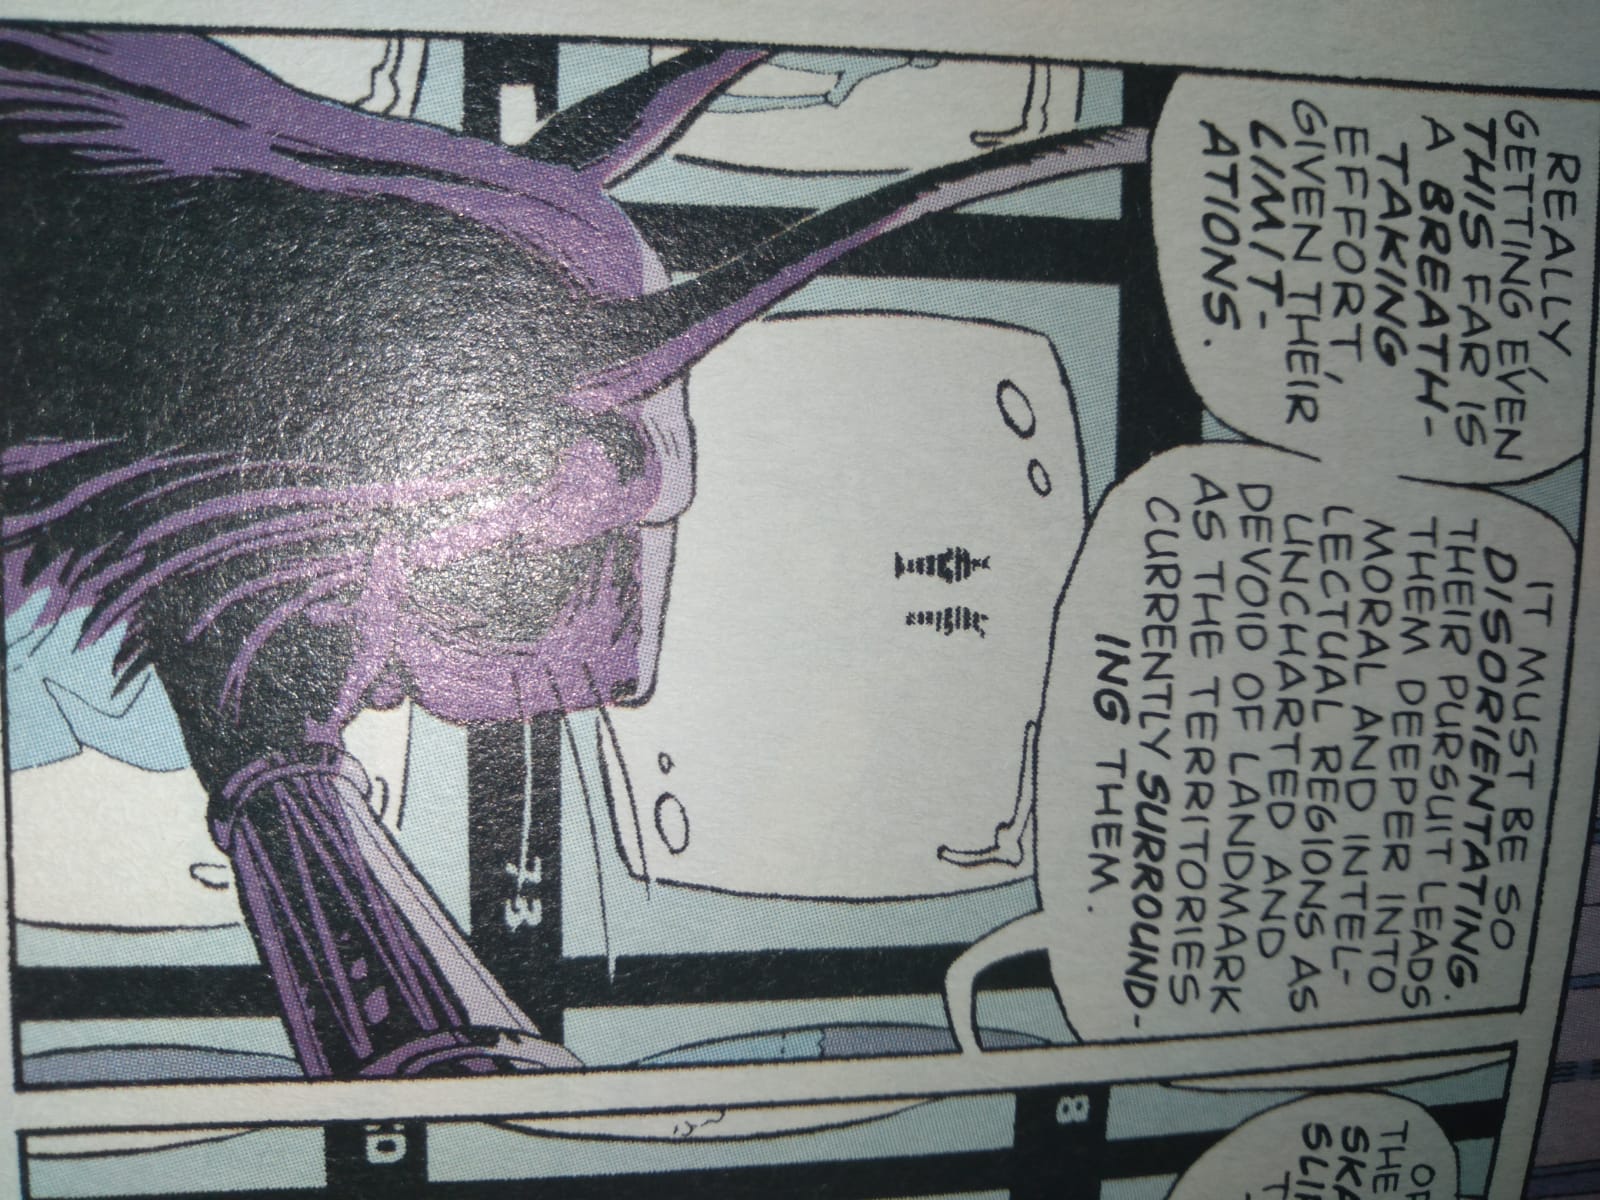 REALLY,
GETTING EVEN
THIS FAR IS
A BREATH-
TAKING
EFFORT,
GIVEN THEIR
LIMIT-
ATIONS.
IT MUST BE SO
DISORIENTATING.
THEIR PURSUIT LEADS
THEM DEEPER INTO
MORAL AND INTEL-
LECTUAL REGIONS AS
UNCHARTED AND
DEVOID OF LANDMARK
AS THE TERRITORIES
CURRENTLY SURROUND-
ING THEM.
THE
8
73